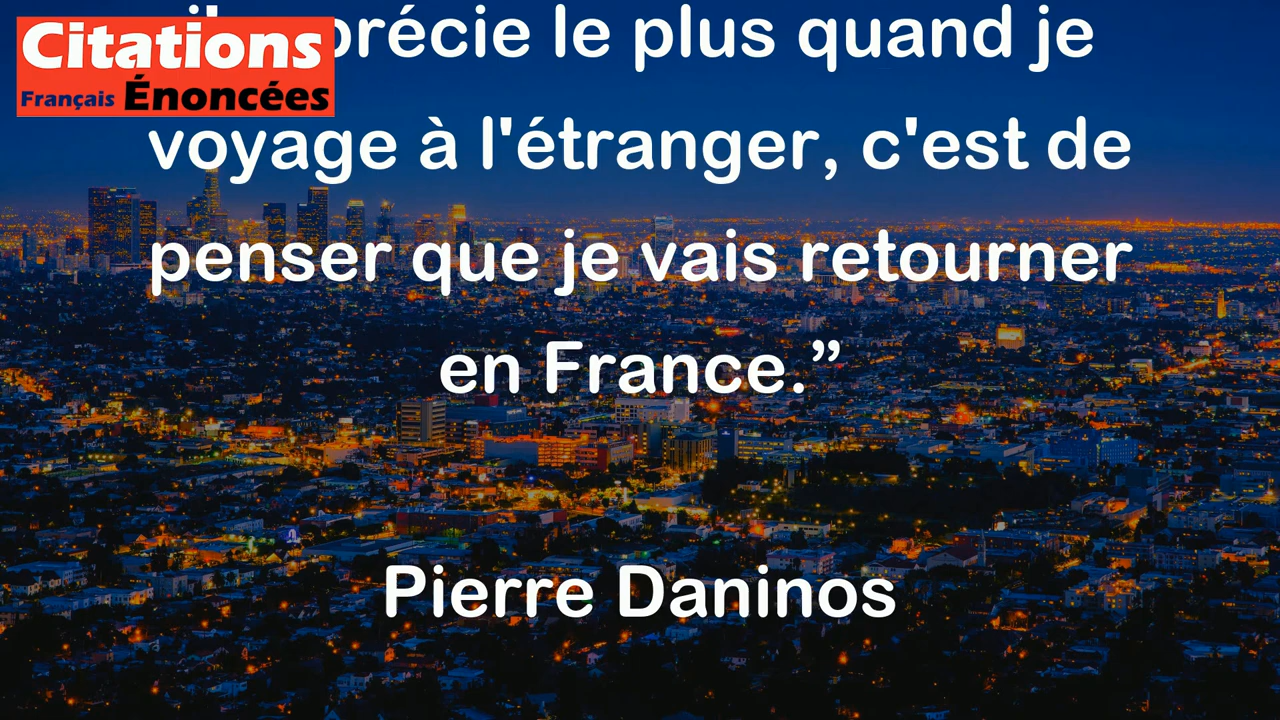 Citations
Français Énoncées
le plus quand je
voyage à l'étranger, c'est de
penser que je vais retourner
en France.”
Pierre Daninos